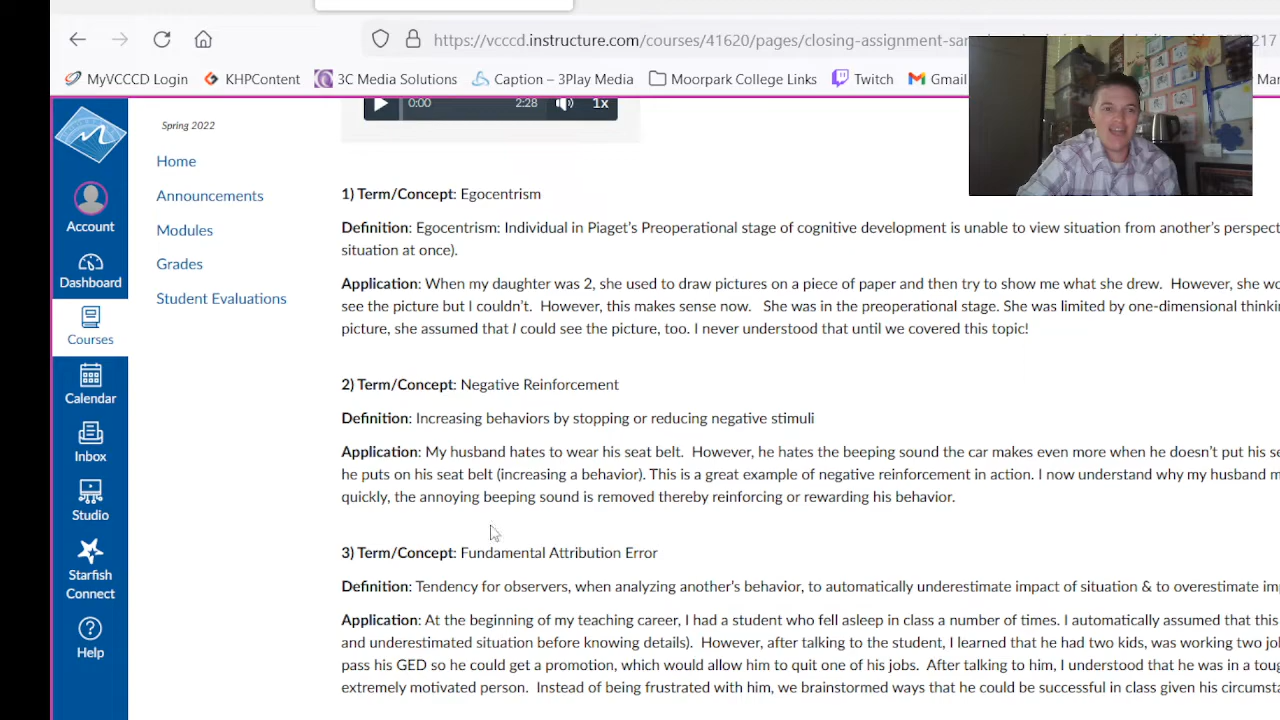 https://vcccd.instructure.com/courses/41620/pages/closing-assignment-sar
217
MyVCCCD Login
KHPContent
3C Media Solutions
Caption – 3Play Media
Moorpark College Links
Twitch
Gmail
Mar
0:00 2:28 1x
Spring 2022
Home
Announcements
Modules
Grades
Student Evaluations
Account
Dashboard
Courses
Calendar
Inbox
Studio
Starfish
Connect
Help
1) Term/Concept: Egocentrism
Definition: Egocentrism: Individual in Piaget's Preoperational stage of cognitive development is unable to view situation from another's perspect
situation at once).
Application: When my daughter was 2, she used to draw pictures on a piece of paper and then try to show me what she drew. However, she wo
see the picture but I couldn't. However, this makes sense now. She was in the preoperational stage. She was limited by one-dimensional thinkin
picture, she assumed that I could see the picture, too. I never understood that until we covered this topic!
2) Term/Concept: Negative Reinforcement
Definition: Increasing behaviors by stopping or reducing negative stimuli
Application: My husband hates to wear his seat belt. However, he hates the beeping sound the car makes even more when he doesn't put his se
he puts on his seat belt (increasing a behavior). This is a great example of negative reinforcement in action. I now understand why my husband m
quickly, the annoying beeping sound is removed thereby reinforcing or rewarding his behavior.
3) Term/Concept: Fundamental Attribution Error
Definition: Tendency for observers, when analyzing another's behavior, to automatically underestimate impact of situation & to overestimate imp
Application: At the beginning of my teaching career, I had a student who fell asleep in class a number of times. I automatically assumed that this
and underestimated situation before knowing details). However, after talking to the student, I learned that he had two kids, was working two jo
pass his GED so he could get a promotion, which would allow him to quit one of his jobs. After talking to him, I understood that he was in a toug
extremely motivated person. Instead of being frustrated with him, we brainstormed ways that he could be successful in class given his circumsta